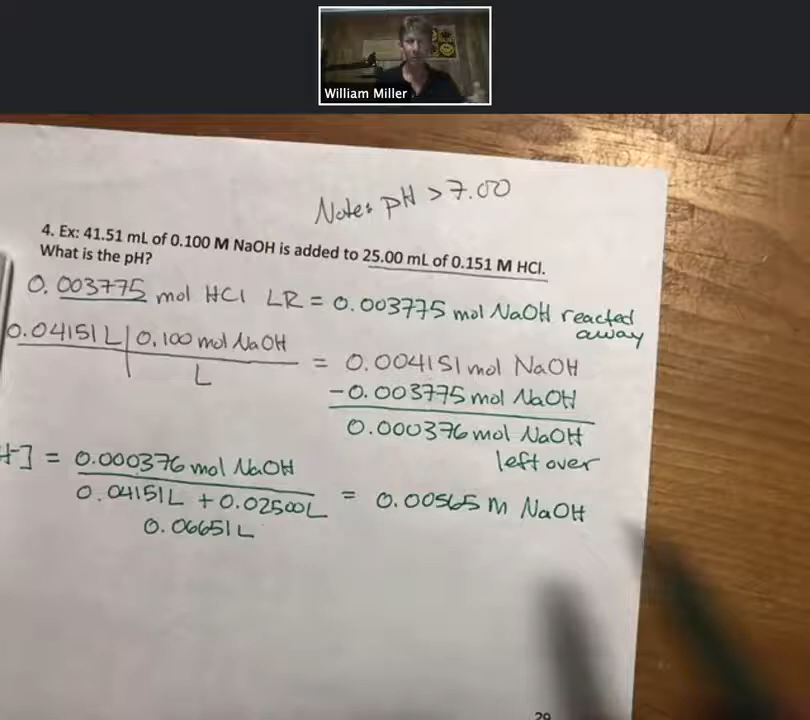 William Miller
Note: pH > 7.00
4. Ex: 41.51 mL of 0.100 M NaOH is added to 25.00 mL of 0.151 M HCl.
What is the pH?
0.003775 mol HCl LR = 0.003775 mol NaOH reacted
away
0.04151 L | 0.100 mol NaOH
L
= 0.004151 mol NaOH
-0.003775 mol NaOH
0.000376 mol NaOH
left over
H-] = 0.000376 mol NaOH
0.04151 L + 0.02500 L = 0.00565 M NaOH
0.06651 L
29